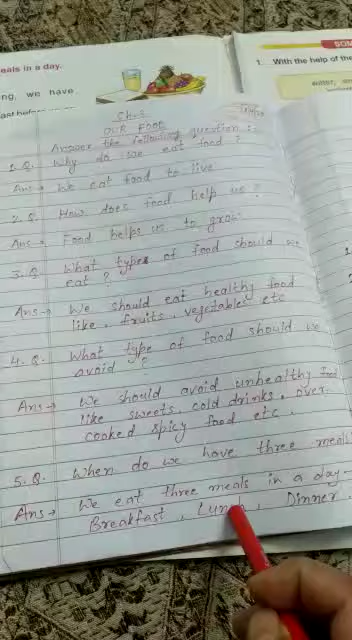 eals in a day.
ng, we have
SOM
1. With the help of the
Ch-3
OUR FOOD
Answer the following question :-
1. Q. Why do we eat food ?
Ans → We eat food to live.
2. Q. How does food help us ?
Ans → Food helps us to grow
3. Q. What types of food should we
eat ?
Ans → We should eat healthy food
like, fruits, vegetables etc
4. Q. What type of food should we
avoid ?
Ans → We should avoid unhealthy food
like sweets, cold drinks, over
cooked spicy food etc.
5. Q. When do we have three meals
Ans → We eat three meals in a day -
Breakfast, Lunch, Dinner.